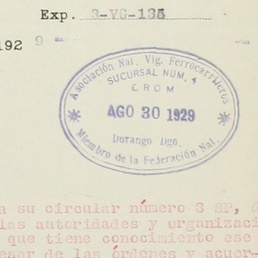 Exp. 3-VG-135
192 9
Asociación Nal. Vig. Ferrocarrileros
SUCURSAL NUM. 4
CROM
AGO 30 1929
Durango Dgo.
Miembro de la Federación Nal.
a su circular número 3 SP,
las autoridades y organizaci
que tiene conocimiento ese
tenor de las órdenes y acuer-